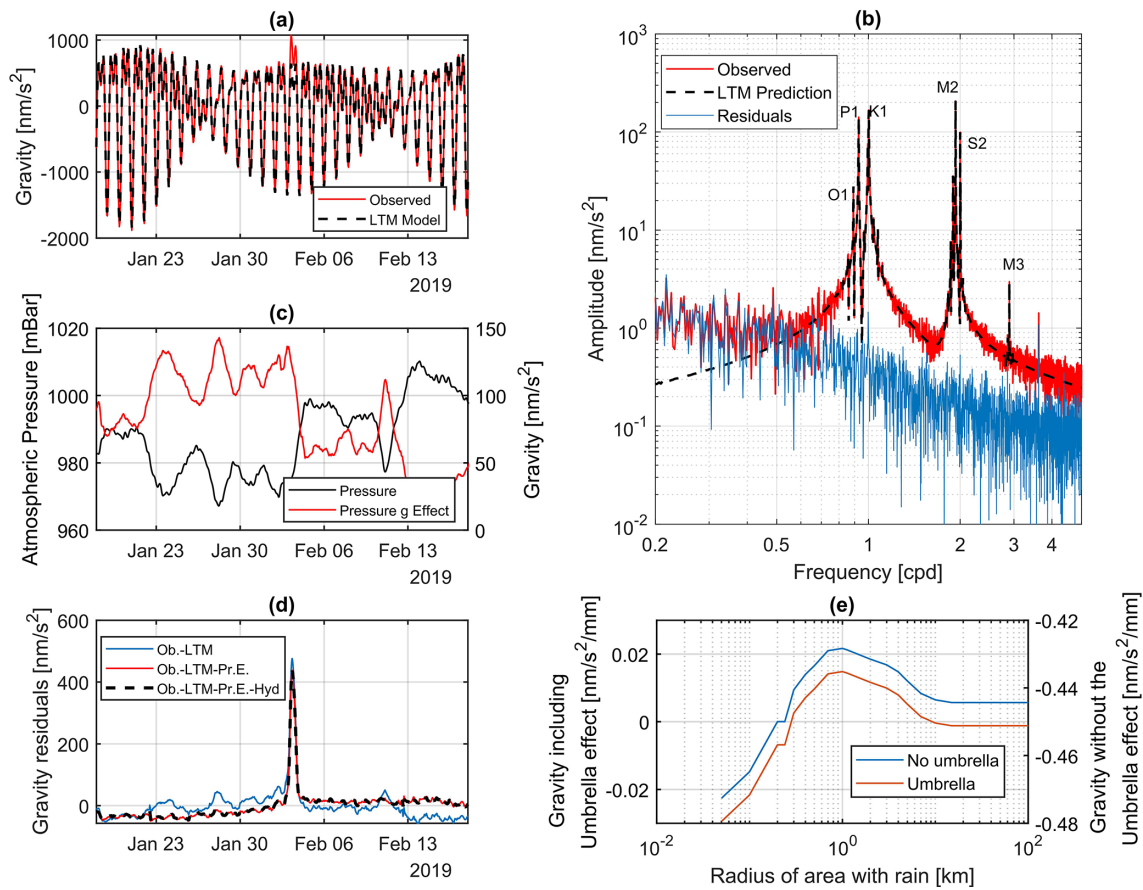 (a)
1000
0
-1000
-2000
Gravity [nm/s²]
Observed
LTM Model
Jan 23
Jan 30
Feb 06
Feb 13
2019
(b)
10³
10²
10¹
10⁰
10⁻¹
10⁻²
Amplitude [nm/s²]
Observed
LTM Prediction
Residuals
O1
P1
K1
M2
S2
M3
0.2
0.5
1
2
3
4
Frequency [cpd]
(c)
1020
1000
980
960
Atmospheric Pressure [mBar]
150
100
50
0
Gravity [nm/s²]
Pressure
Pressure g Effect
Jan 23
Jan 30
Feb 06
Feb 13
2019
(d)
600
400
200
0
Gravity residuals [nm/s²]
Ob.-LTM
Ob.-LTM-Pr.E.
Ob.-LTM-Pr.E.-Hyd
Jan 23
Jan 30
Feb 06
Feb 13
2019
(e)
0.02
0
-0.02
Gravity including
Umbrella effect [nm/s²/mm]
-0.42
-0.44
-0.46
-0.48
Gravity without the
Umbrella effect [nm/s²/mm]
No umbrella
Umbrella
10⁻²
10⁰
10²
Radius of area with rain [km]